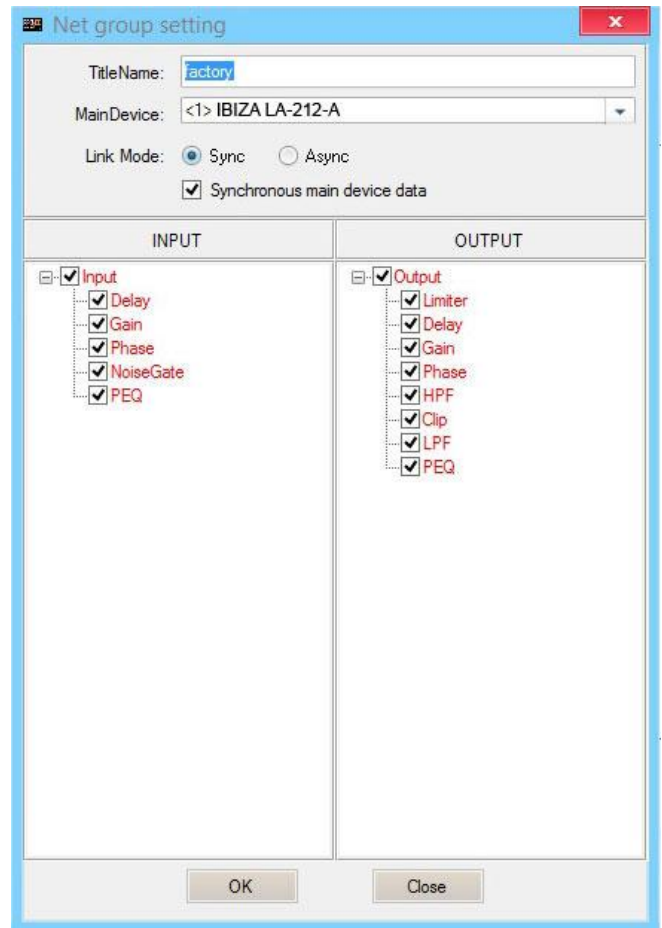 Net group setting
x
TitleName: factory
MainDevice: <1> IBIZA LA-212-A
Link Mode: Sync Async
Synchronous main device data
INPUT
OUTPUT
Input
Delay
Gain
Phase
NoiseGate
PEQ
Output
Limiter
Delay
Gain
Phase
HPF
Clip
LPF
PEQ
OK
Close